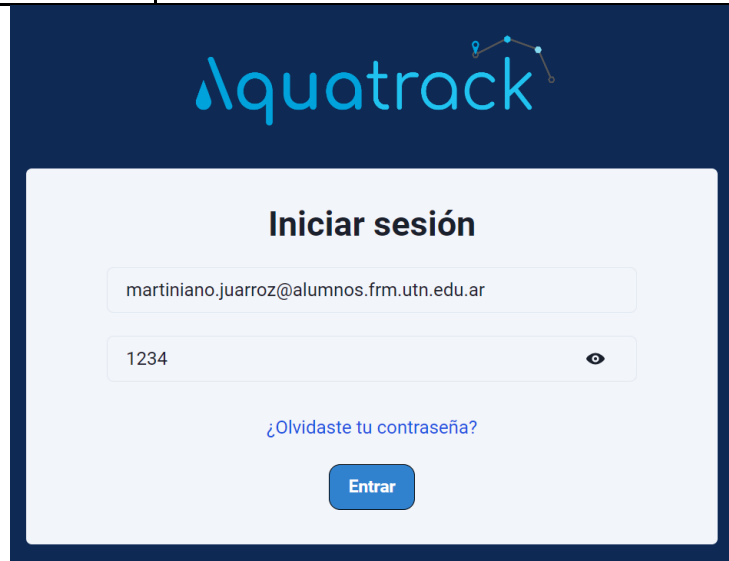 Aquatrack
Iniciar sesión
martiniano.juarroz@alumnos.frm.utn.edu.ar
1234
¿Olvidaste tu contraseña?
Entrar